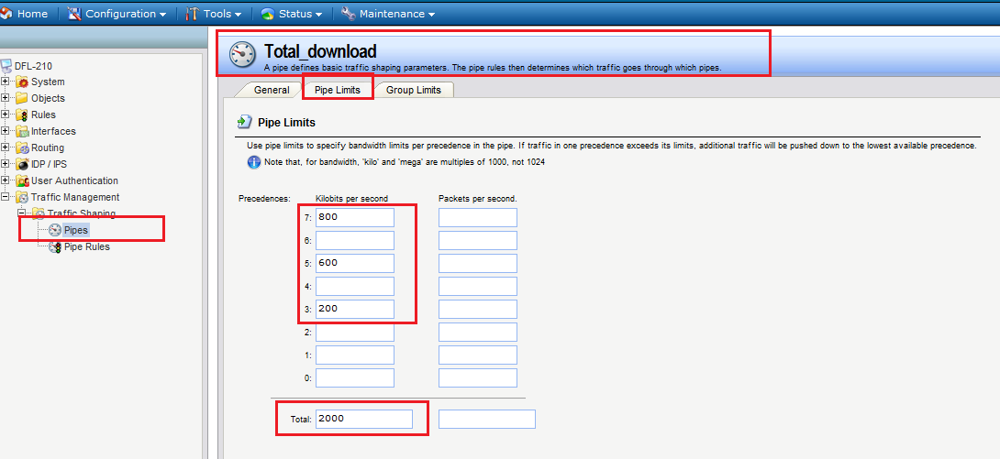 Home Configuration Tools Status Maintenance
DFL-210
System
Objects
Rules
Interfaces
Routing
IDP / IPS
User Authentication
Traffic Management
Traffic Shaping
Pipes
Pipe Rules
Total_download
A pipe defines basic traffic shaping parameters. The pipe rules then determines which traffic goes through which pipes.
General Pipe Limits Group Limits
Pipe Limits
Use pipe limits to specify bandwidth limits per precedence in the pipe. If traffic in one precedence exceeds its limits, additional traffic will be pushed down to the lowest available precedence.
Note that, for bandwidth, 'kilo' and 'mega' are multiples of 1000, not 1024
Precedences: Kilobits per second Packets per second.
7: 800
6:
5: 600
4:
3: 200
2:
1:
0:
Total: 2000